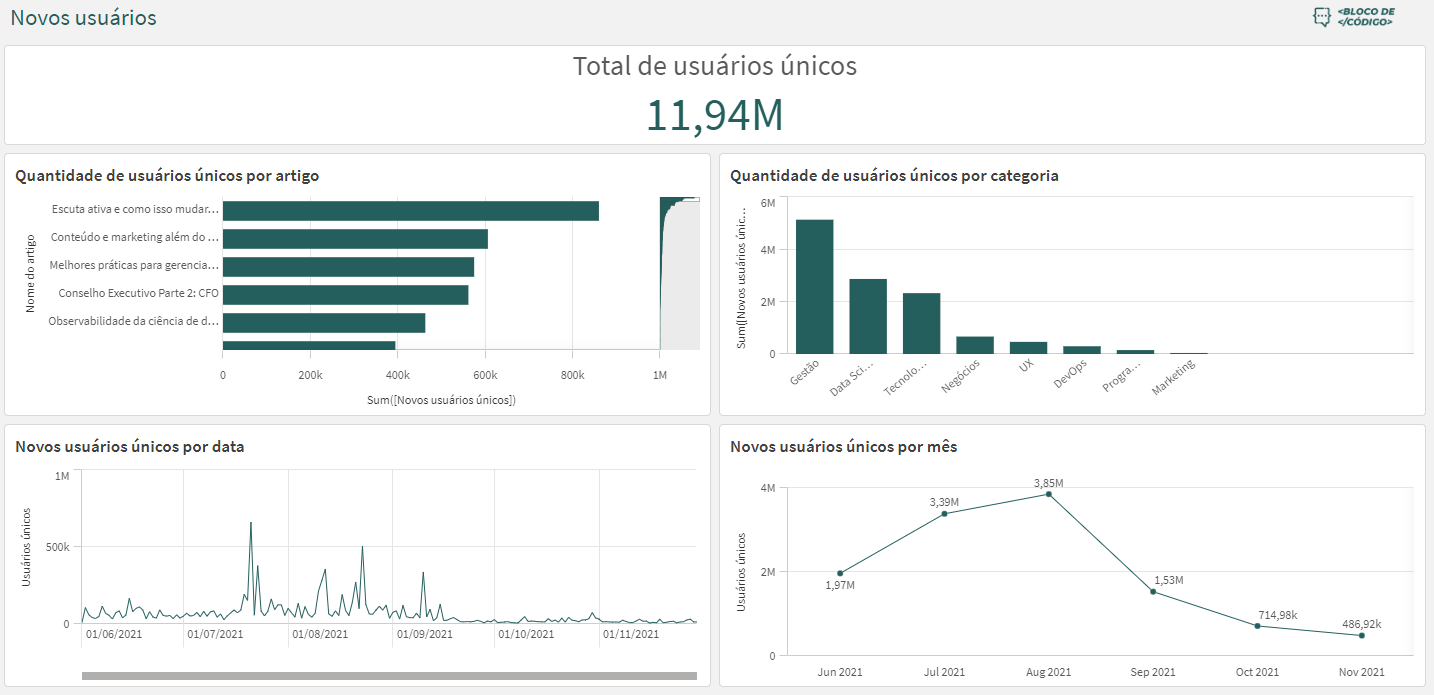 Novos usuários
<BLOCO DE
</CÓDIGO>
Total de usuários únicos
11,94M
Quantidade de usuários únicos por artigo
Nome do artigo
Escuta ativa e como isso mudar...
Conteúdo e marketing além do ...
Melhores práticas para gerencia...
Conselho Executivo Parte 2: CFO
Observabilidade da ciência de d...
0 200k 400k 600k 800k 1M
Sum([Novos usuários únicos])
Quantidade de usuários únicos por categoria
Sum([Novos usuários únic...
6M
4M
2M
0
Gestão Data Sci... Tecnolo... Negócios UX DevOps Progra... Marketing
Novos usuários únicos por data
Usuários únicos
1M
500k
0
01/06/2021 01/07/2021 01/08/2021 01/09/2021 01/10/2021 01/11/2021
Novos usuários únicos por mês
Usuários únicos
4M
2M
0
1,97M
3,39M
3,85M
1,53M
714,98k
486,92k
Jun 2021 Jul 2021 Aug 2021 Sep 2021 Oct 2021 Nov 2021